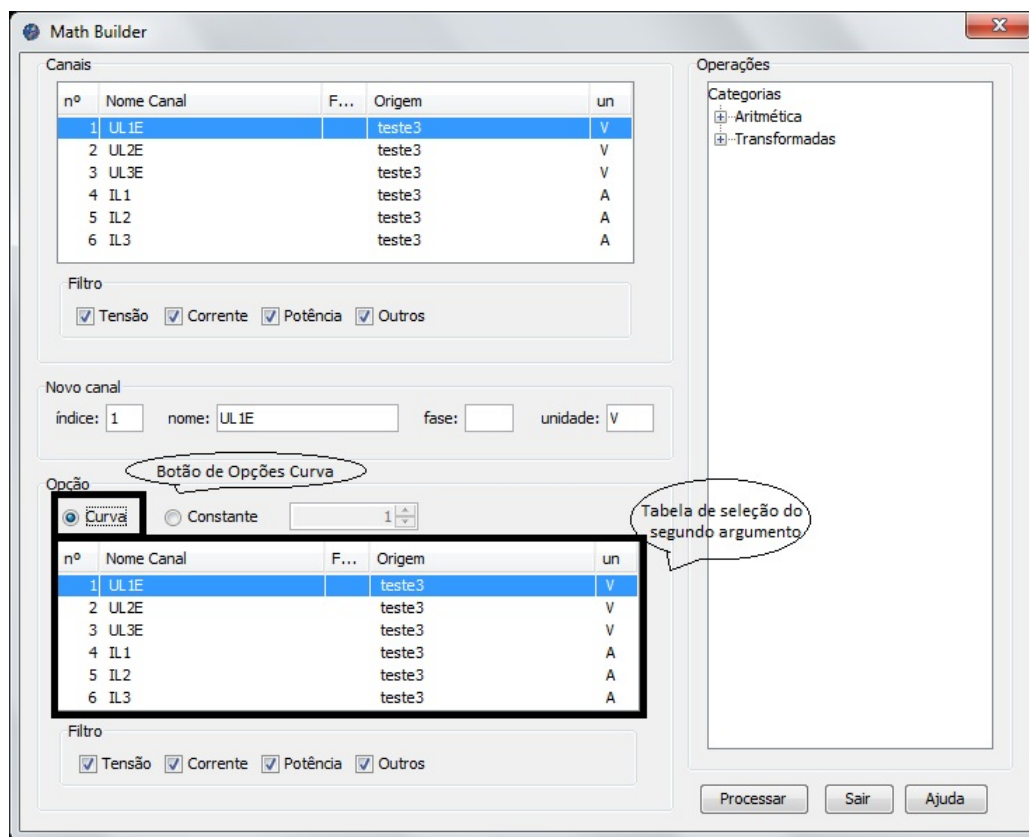 Math Builder
Canais
nº Nome Canal F... Origem un
1 UL1E teste3 V
2 UL2E teste3 V
3 UL3E teste3 V
4 IL1 teste3 A
5 IL2 teste3 A
6 IL3 teste3 A
Filtro
Tensão Corrente Potência Outros
Novo canal
índice: 1 nome: UL1E fase: unidade: V
Botão de Opções Curva
Opção
Curva Constante 1
Tabela de seleção do
segundo argumento
nº Nome Canal F... Origem un
1 UL1E teste3 V
2 UL2E teste3 V
3 UL3E teste3 V
4 IL1 teste3 A
5 IL2 teste3 A
6 IL3 teste3 A
Filtro
Tensão Corrente Potência Outros
Operações
Categorias
Aritmética
Transformadas
Processar Sair Ajuda